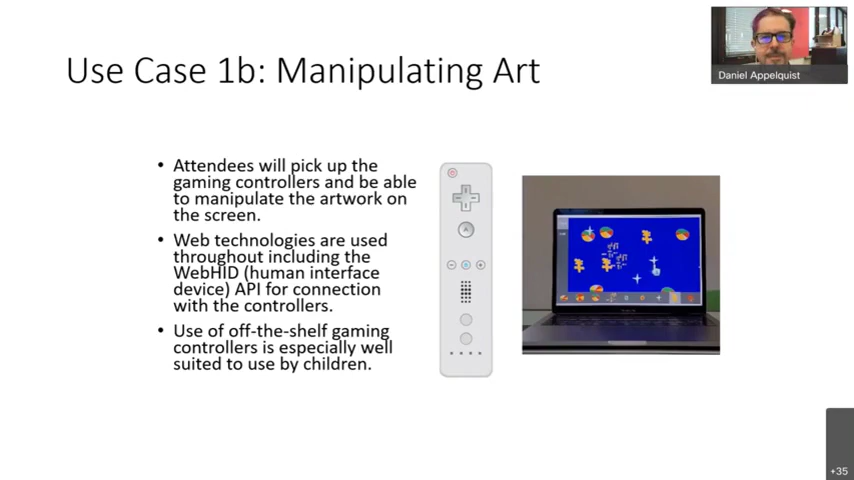 Use Case 1b: Manipulating Art
Daniel Appelquist
• Attendees will pick up the
gaming controllers and be able
to manipulate the artwork on
the screen.
• Web technologies are used
throughout including the
WebHID (human interface
device) API for connection
with the controllers.
• Use of off-the-shelf gaming
controllers is especially well
suited to use by children.
A
+35